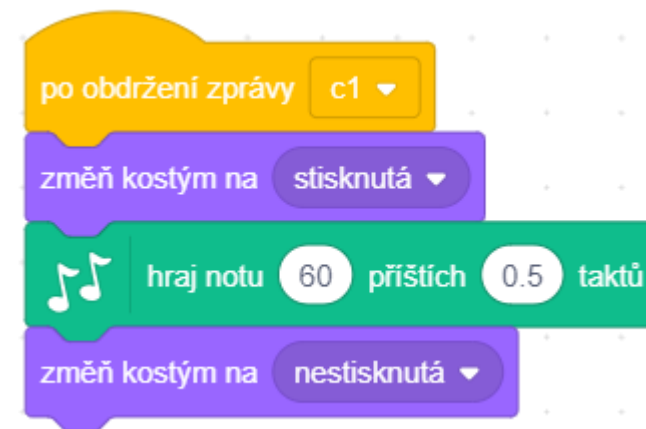 po obdržení zprávy c1
změň kostým na stisknutá
hraj notu 60 příštích 0.5 taktů
změň kostým na nestisknutá